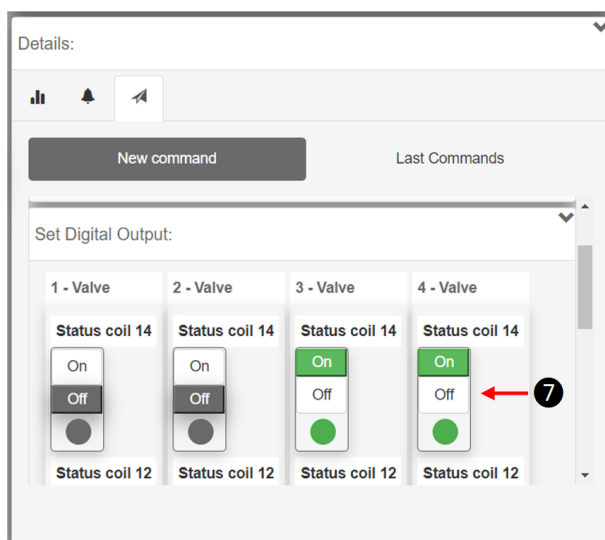 Details:
New command Last Commands
Set Digital Output:
1 - Valve 2 - Valve 3 - Valve 4 - Valve
Status coil 14 Status coil 14 Status coil 14 Status coil 14
On On On On
Off Off Off Off 7
Status coil 12 Status coil 12 Status coil 12 Status coil 12